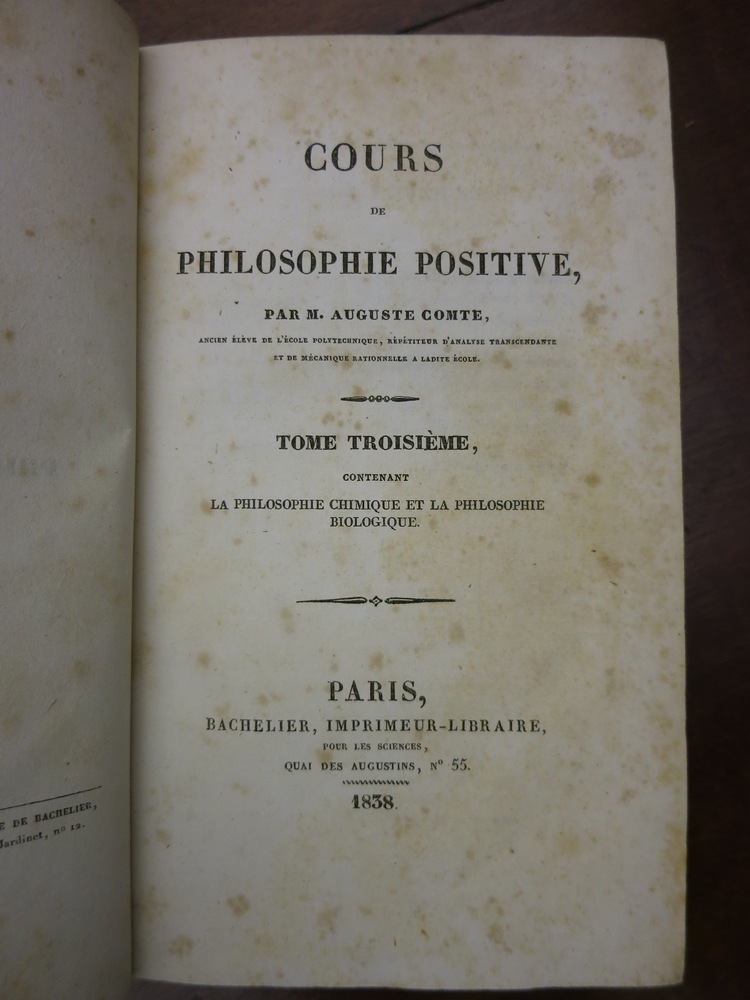 COURS
DE
PHILOSOPHIE POSITIVE,
PAR M. AUGUSTE COMTE,
ANCIEN ÉLÈVE DE L'ÉCOLE POLYTECHNIQUE, RÉPÉTITEUR D'ANALYSE TRANSCENDANTE
ET DE MÉCANIQUE RATIONNELLE A LADITE ÉCOLE.
TOME TROISIÈME,
CONTENANT
LA PHILOSOPHIE CHIMIQUE ET LA PHILOSOPHIE
BIOLOGIQUE.
PARIS,
BACHELIER, IMPRIMEUR-LIBRAIRE,
POUR LES SCIENCES,
QUAI DES AUGUSTINS, Nº 55.
1838.
DE BACHELIER,
Jardinet, nº 12.